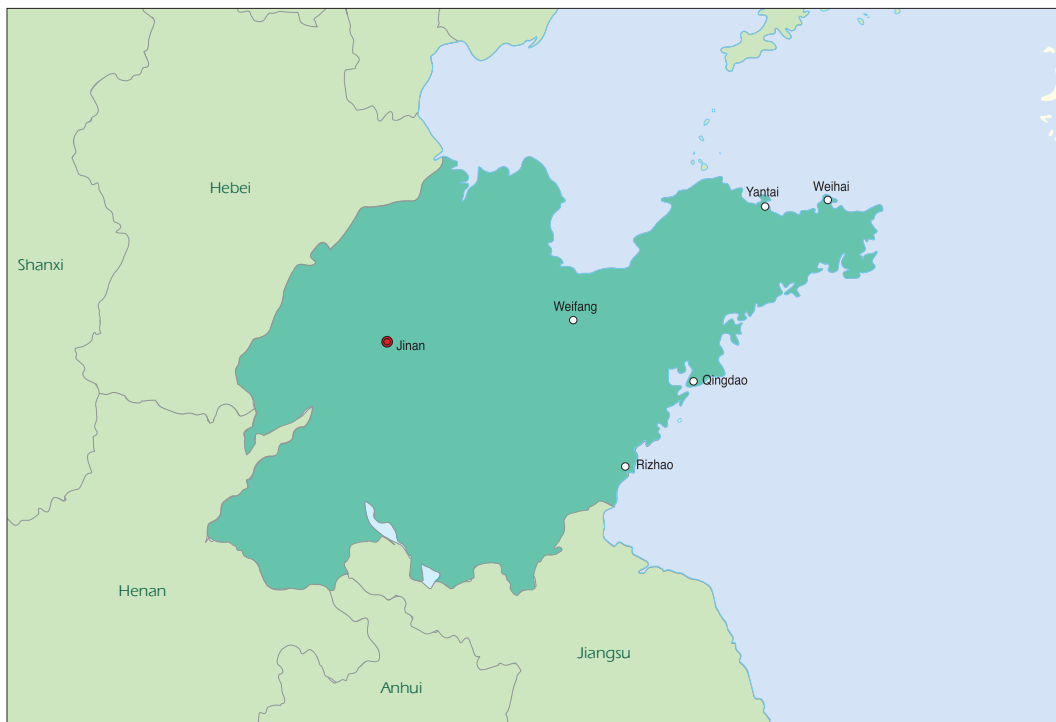 Yantai
Weihai
Hebei
Shanxi
Weifang
Jinan
Qingdao
Rizhao
Henan
Jiangsu
Anhui